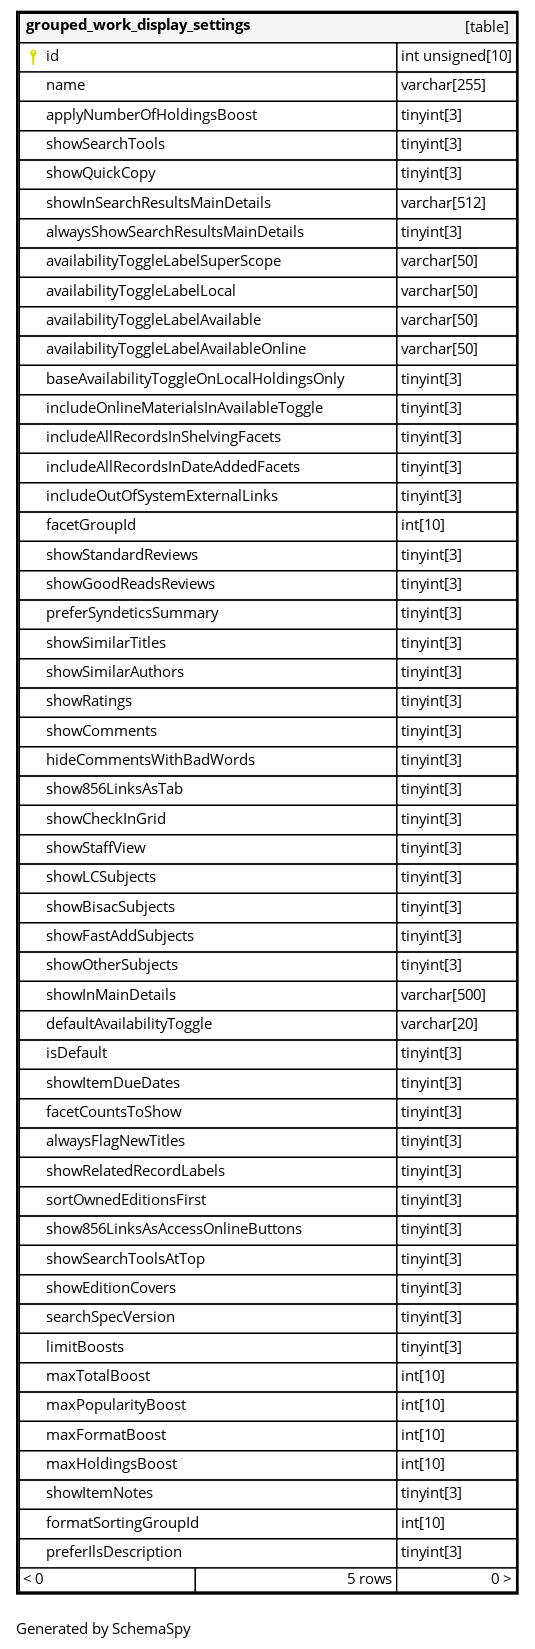 grouped_work_display_settings [table]
id int unsigned[10]
name varchar[255]
applyNumberOfHoldingsBoost tinyint[3]
showSearchTools tinyint[3]
showQuickCopy tinyint[3]
showInSearchResultsMainDetails varchar[512]
alwaysShowSearchResultsMainDetails tinyint[3]
availabilityToggleLabelSuperScope varchar[50]
availabilityToggleLabelLocal varchar[50]
availabilityToggleLabelAvailable varchar[50]
availabilityToggleLabelAvailableOnline varchar[50]
baseAvailabilityToggleOnLocalHoldingsOnly tinyint[3]
includeOnlineMaterialsInAvailableToggle tinyint[3]
includeAllRecordsInShelvingFacets tinyint[3]
includeAllRecordsInDateAddedFacets tinyint[3]
includeOutOfSystemExternalLinks tinyint[3]
facetGroupId int[10]
showStandardReviews tinyint[3]
showGoodReadsReviews tinyint[3]
preferSyndeticsSummary tinyint[3]
showSimilarTitles tinyint[3]
showSimilarAuthors tinyint[3]
showRatings tinyint[3]
showComments tinyint[3]
hideCommentsWithBadWords tinyint[3]
show856LinksAsTab tinyint[3]
showCheckInGrid tinyint[3]
showStaffView tinyint[3]
showLCSubjects tinyint[3]
showBisacSubjects tinyint[3]
showFastAddSubjects tinyint[3]
showOtherSubjects tinyint[3]
showInMainDetails varchar[500]
defaultAvailabilityToggle varchar[20]
isDefault tinyint[3]
showItemDueDates tinyint[3]
facetCountsToShow tinyint[3]
alwaysFlagNewTitles tinyint[3]
showRelatedRecordLabels tinyint[3]
sortOwnedEditionsFirst tinyint[3]
show856LinksAsAccessOnlineButtons tinyint[3]
showSearchToolsAtTop tinyint[3]
showEditionCovers tinyint[3]
searchSpecVersion tinyint[3]
limitBoosts tinyint[3]
maxTotalBoost int[10]
maxPopularityBoost int[10]
maxFormatBoost int[10]
maxHoldingsBoost int[10]
showItemNotes tinyint[3]
formatSortingGroupId int[10]
preferIlsDescription tinyint[3]
< 0 5 rows 0 >
Generated by SchemaSpy